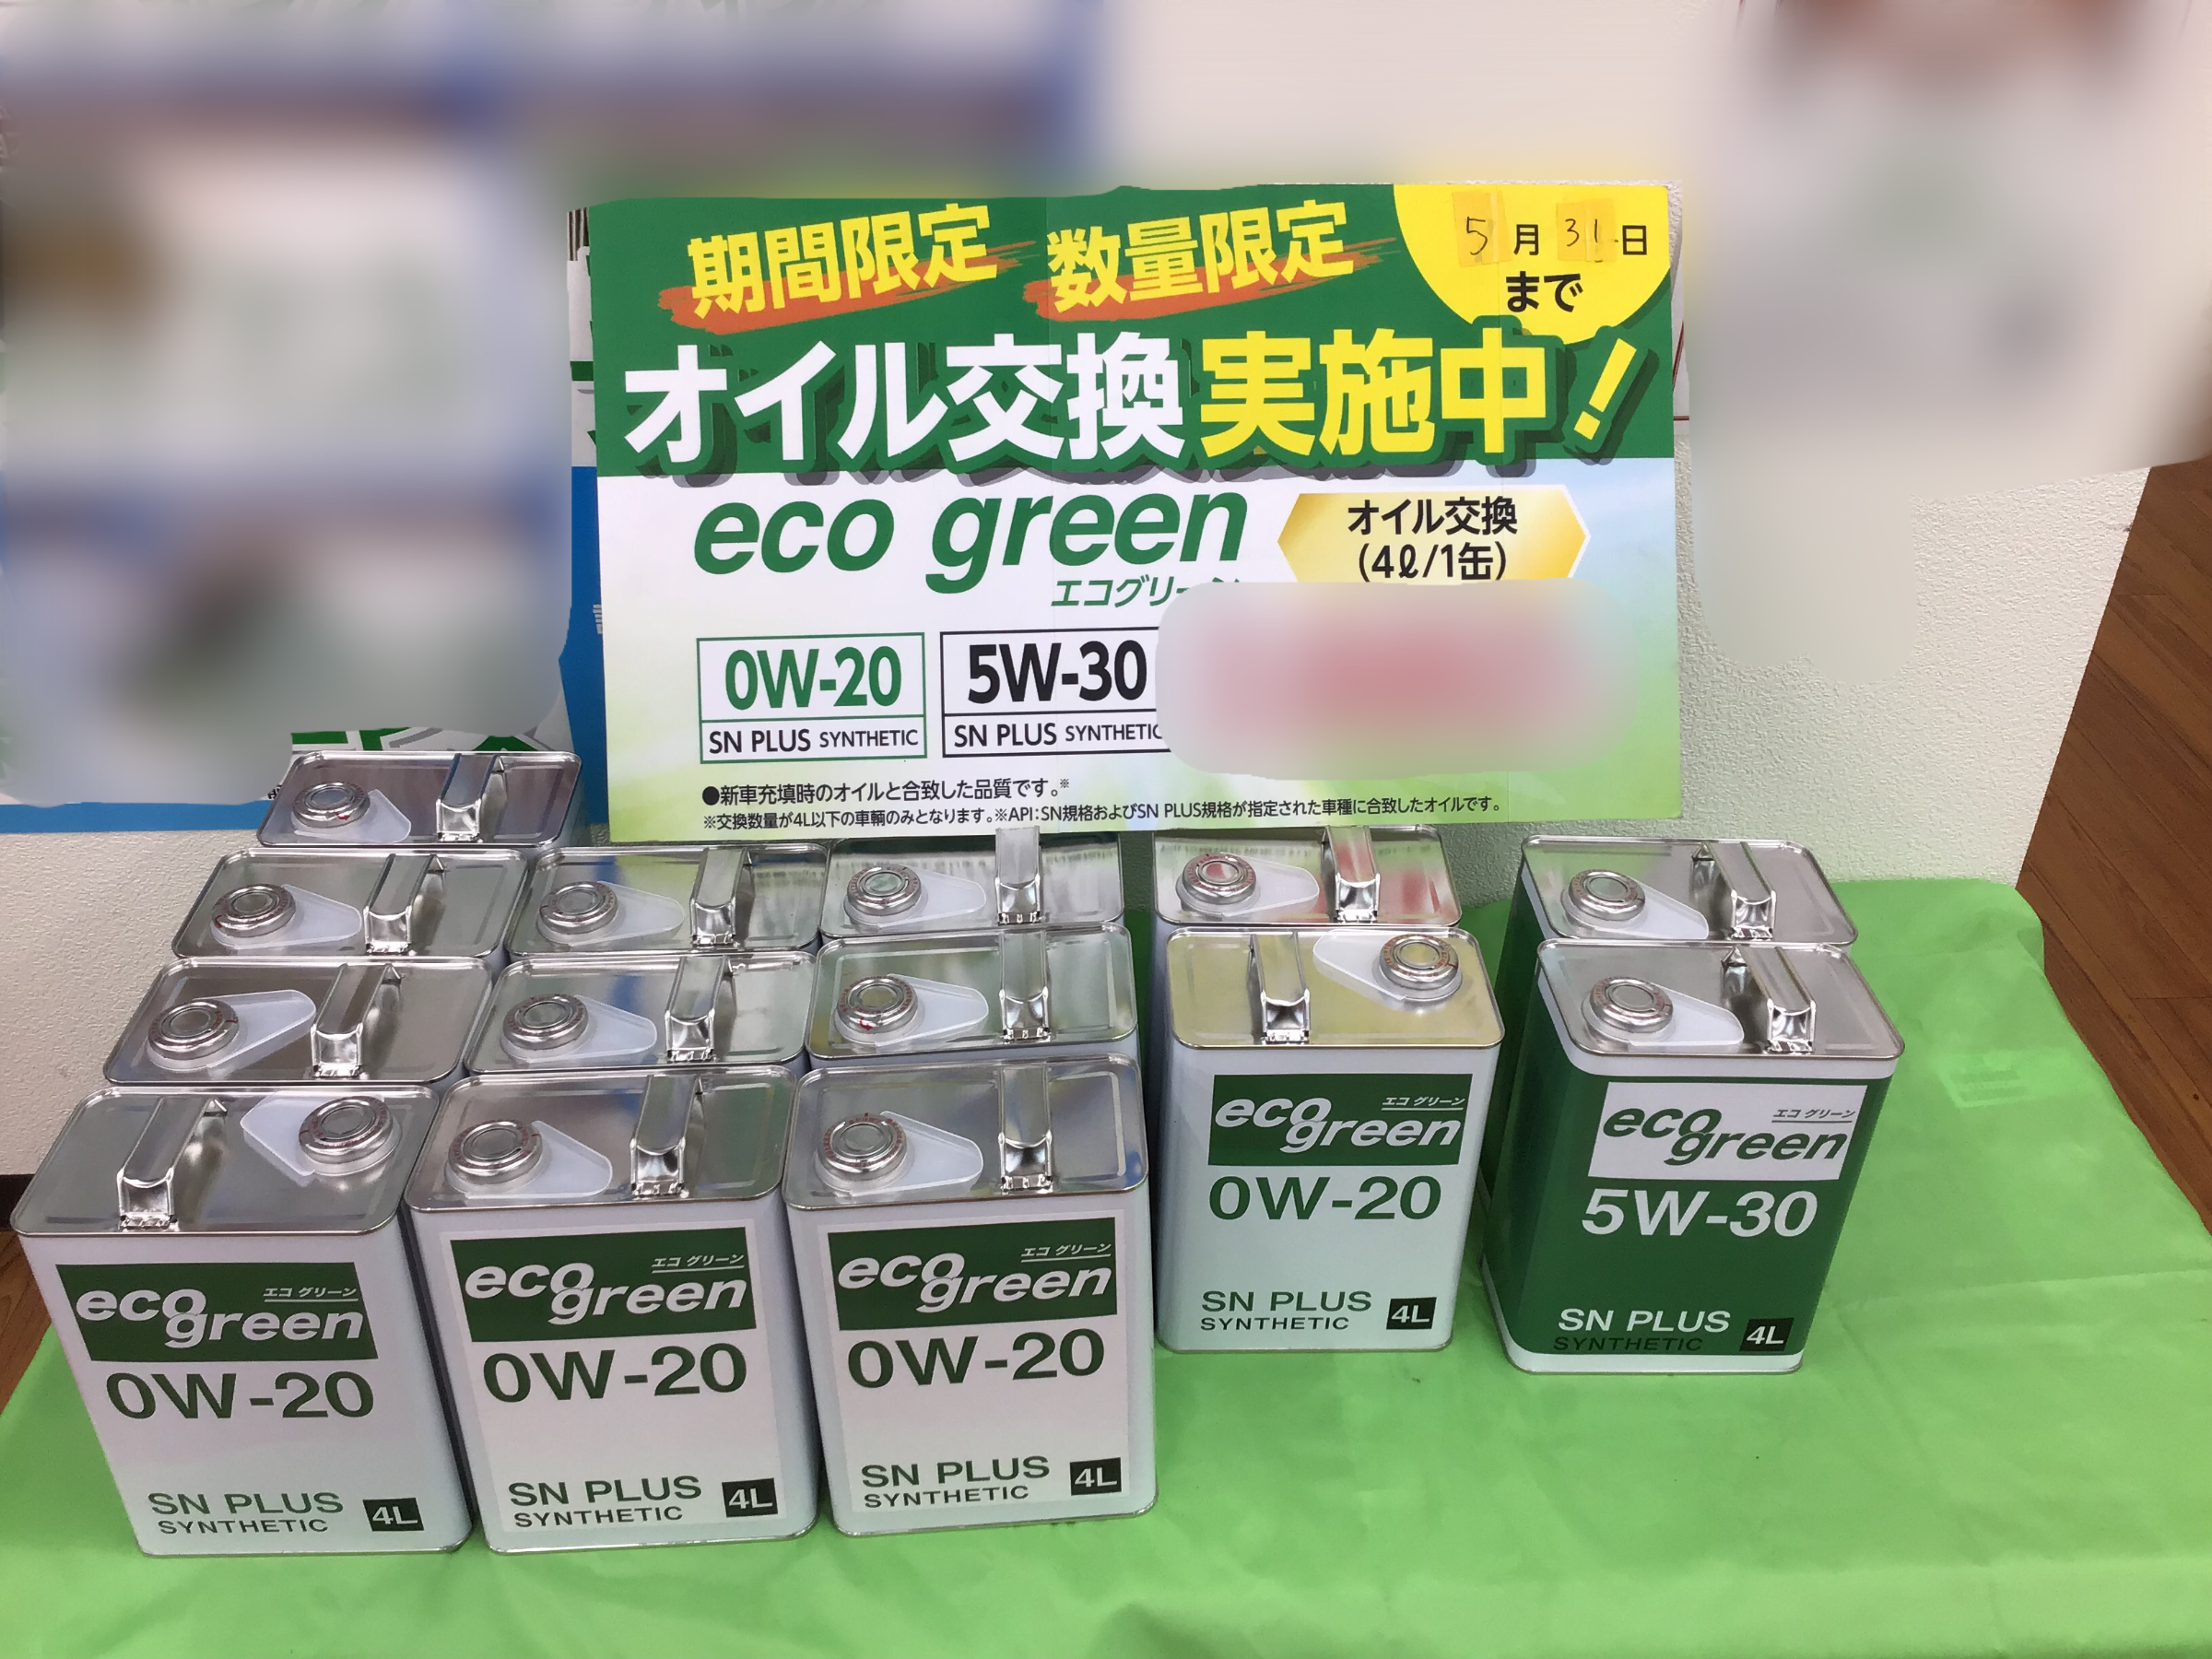 期間限定 数量限定
5月31日
まで
オイル交換実施中!
eco green
エコグリーン
オイル交換
(4ℓ/1缶)
0W-20
SN PLUS SYNTHETIC
5W-30
SN PLUS SYNTHETIC
●新車充填時のオイルと合致した品質です。※
※交換数量が4L以下の車輌のみとなります。※API:SN規格およびSN PLUS規格が指定された車種に合致したオイルです。
エコ グリーン
eco green
0W-20
SN PLUS
SYNTHETIC
4L
エコ グリーン
eco green
0W-20
SN PLUS
SYNTHETIC
4L
エコ グリーン
eco green
0W-20
SN PLUS
SYNTHETIC
4L
エコ グリーン
eco green
0W-20
SN PLUS
SYNTHETIC
4L
エコ グリーン
eco green
5W-30
SN PLUS
SYNTHETIC
4L